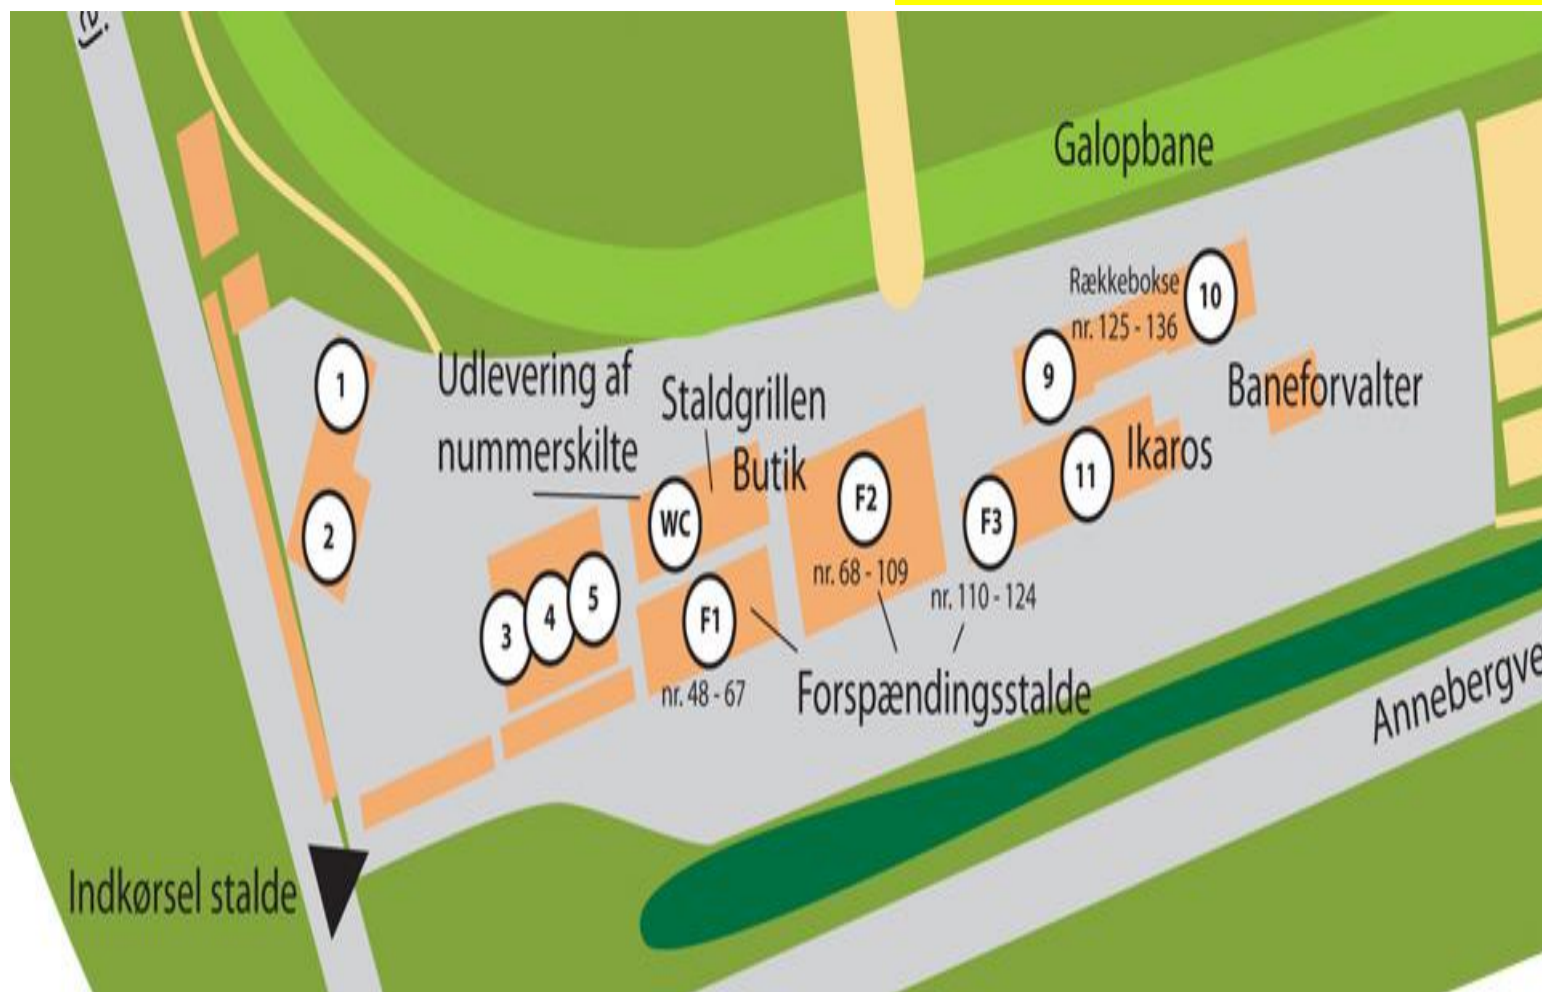 Galopbane
Rækkebokse
nr. 125 - 136
10
9
1
Udlevering af
nummerskilte
Staldgrillen
Butik
Baneforvalter
Ikaros
11
2
WC
F2
F3
nr. 68 - 109
nr. 110 - 124
3
4
5
F1
nr. 48 - 67
Forspændingsstalde
Indkørsel stalde